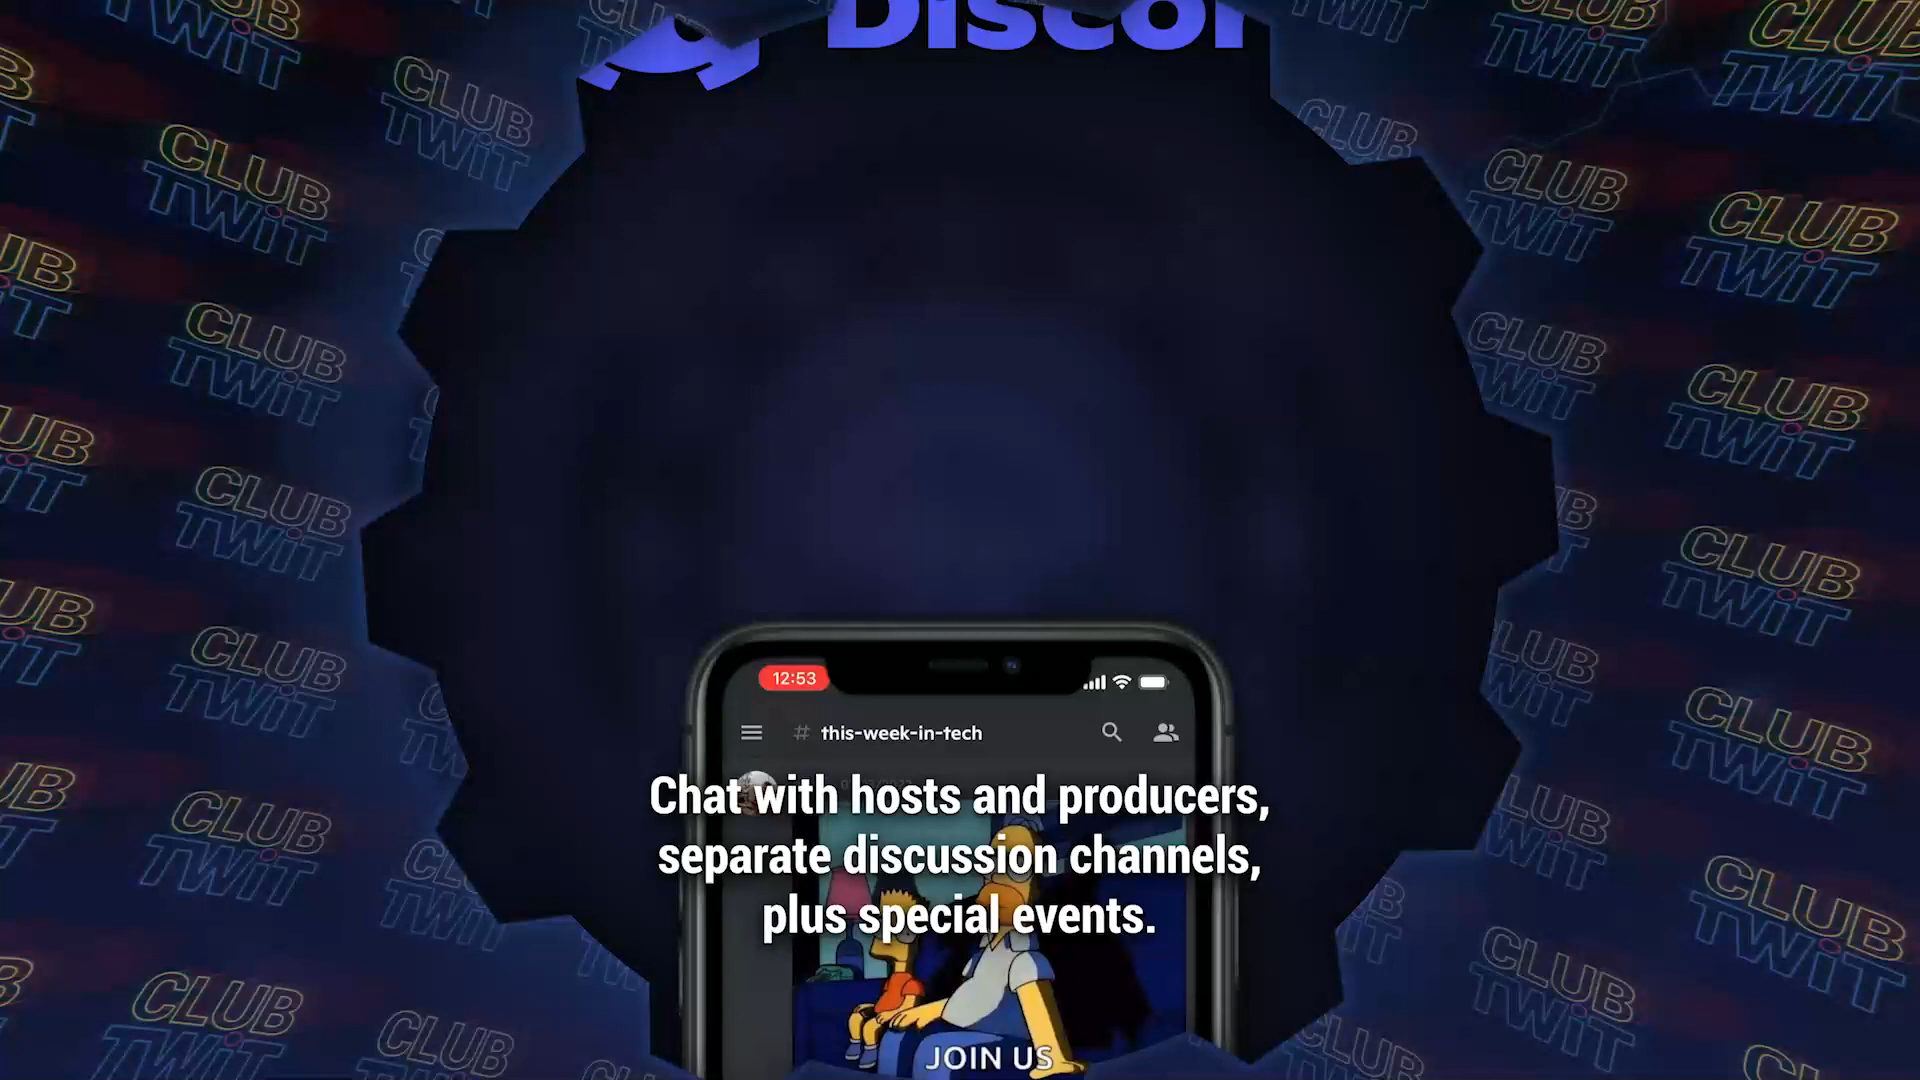 Discor
CLUB
TWiT
12:53
# this-week-in-tech
Chat with hosts and producers,
separate discussion channels,
plus special events.
JOIN US